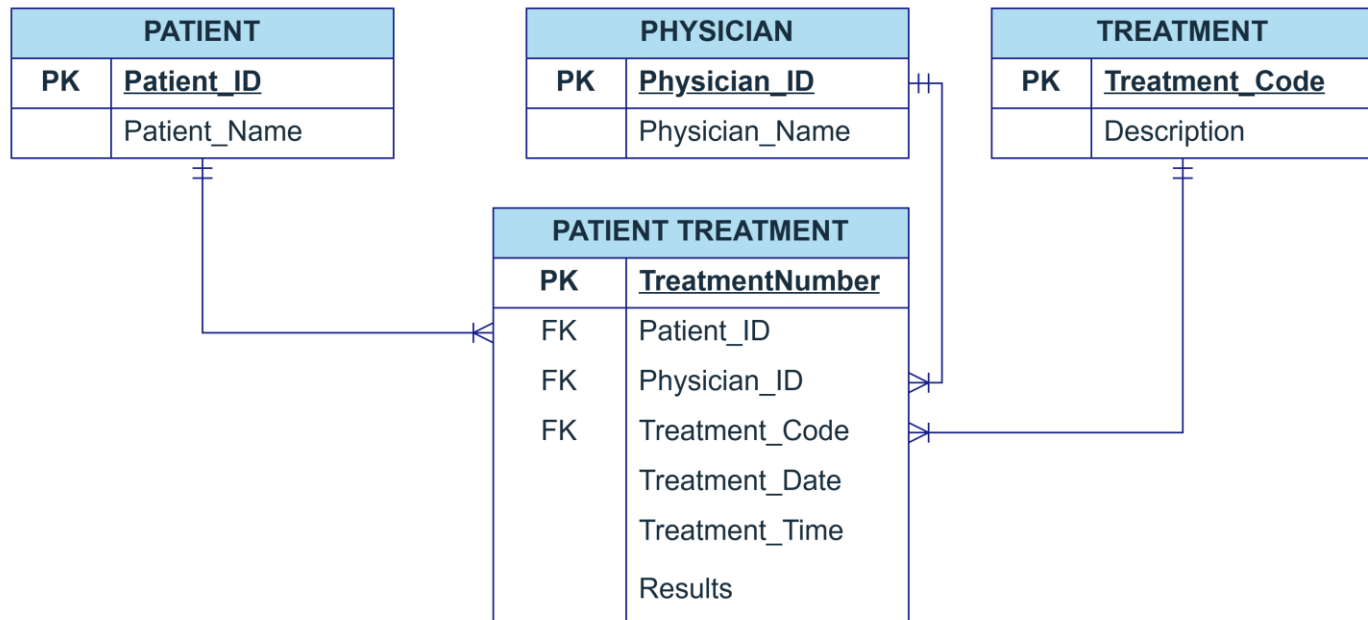 PATIENT
PK Patient_ID
Patient_Name
PHYSICIAN
PK Physician_ID
Physician_Name
TREATMENT
PK Treatment_Code
Description
PATIENT TREATMENT
PK TreatmentNumber
FK Patient_ID
FK Physician_ID
FK Treatment_Code
Treatment_Date
Treatment_Time
Results